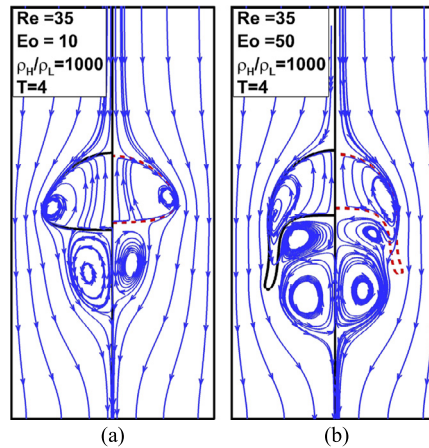 Re =35
Eo = 10
ρH/ρL=1000
T=4
Re =35
Eo = 50
ρH/ρL=1000
T=4
(a)
(b)